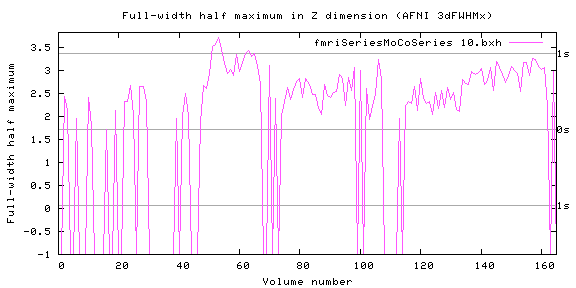 Full-width half maximum in Z dimension (AFNI 3dFWHMx)
fmriSeriesMoCoSeries 10.bxh
Full-width half maximum
3.5
3
2.5
2
1.5
1
0.5
0
-0.5
-1
1s
0s
1s
0 20 40 60 80 100 120 140 160
Volume number